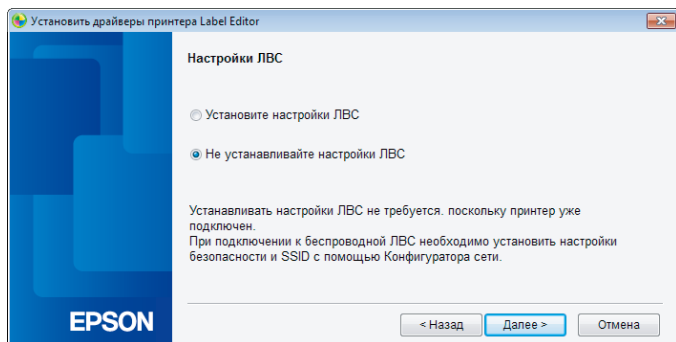 Установить драйверы принтера Label Editor
Настройки ЛВС
Установите настройки ЛВС
Не устанавливайте настройки ЛВС
Устанавливать настройки ЛВС не требуется. поскольку принтер уже
подключен.
При подключении к беспроводной ЛВС необходимо установить настройки
безопасности и SSID с помощью Конфигуратора сети.
EPSON
< Назад
Далее >
Отмена